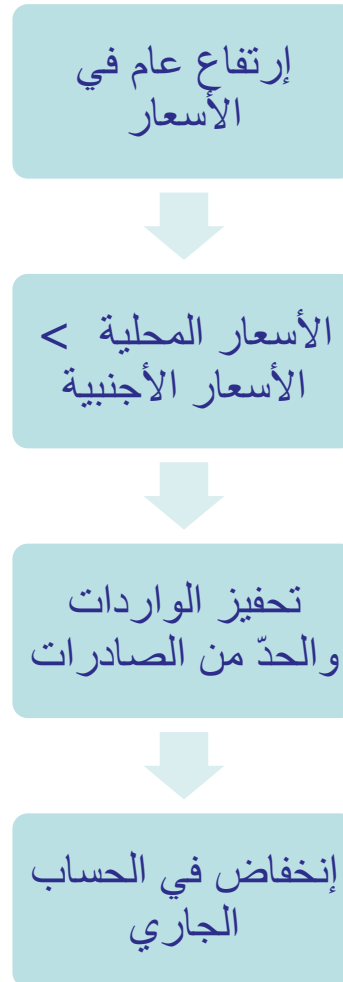 إرتفاع عام في
الأسعار
الأسعار المحلية >
الأسعار الأجنبية
تحفيز الواردات
والحدّ من الصادرات
إنخفاض في الحساب
الجاري